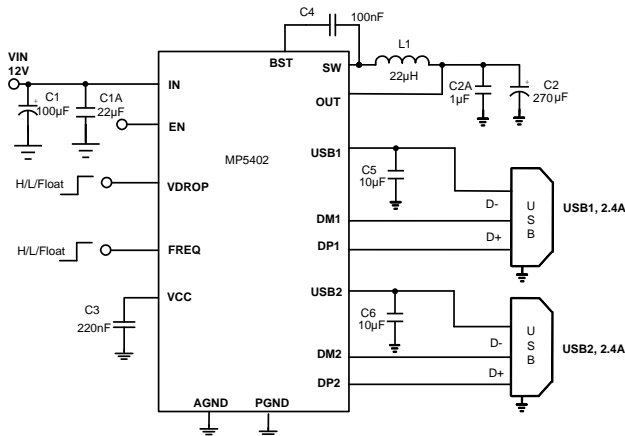 C4
100nF
VIN
12V
BST
SW
L1
22µH
C1
100µF
C1A
22µF
IN
OUT
C2A
1µF
C2
270µF
EN
MP5402
USB1
C5
10µF
H/L/Float
VDROP
D-
USB
USB1, 2.4A
DM1
D+
DP1
H/L/Float
FREQ
VCC
USB2
C3
220nF
C6
10µF
D-
USB
USB2, 2.4A
DM2
D+
DP2
AGND
PGND